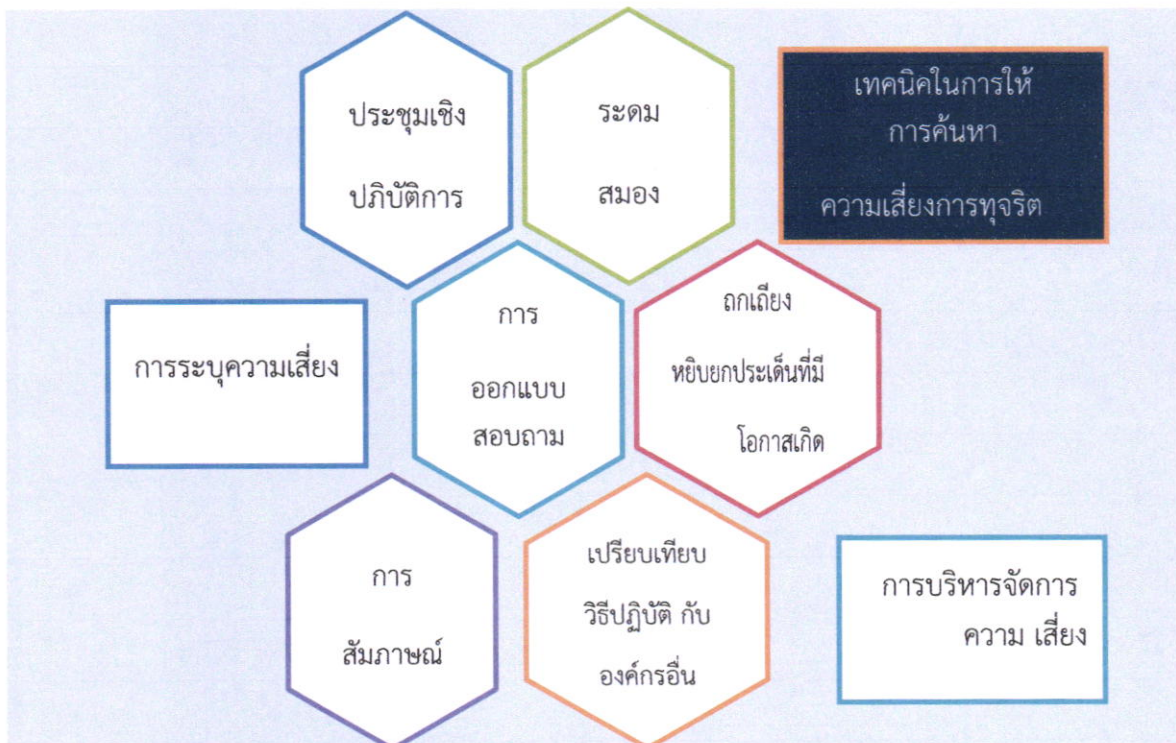 ประชุมเชิง
ปภิบัติการ
ระดม
สมอง
เทคนิคในการให้
การค้นหา
ความเสี่ยงการทุจริต
การระบุความเสี่ยง
การ
ออกแบบ
สอบถาม
ถกเถียง
หยิบยกประเด็นที่มี
โอกาสเกิด
การ
สัมภาษณ์
เปรียบเทียบ
วิธีปฏิบัติ กับ
องค์กรอื่น
การบริหารจัดการ
ความ เสี่ยง